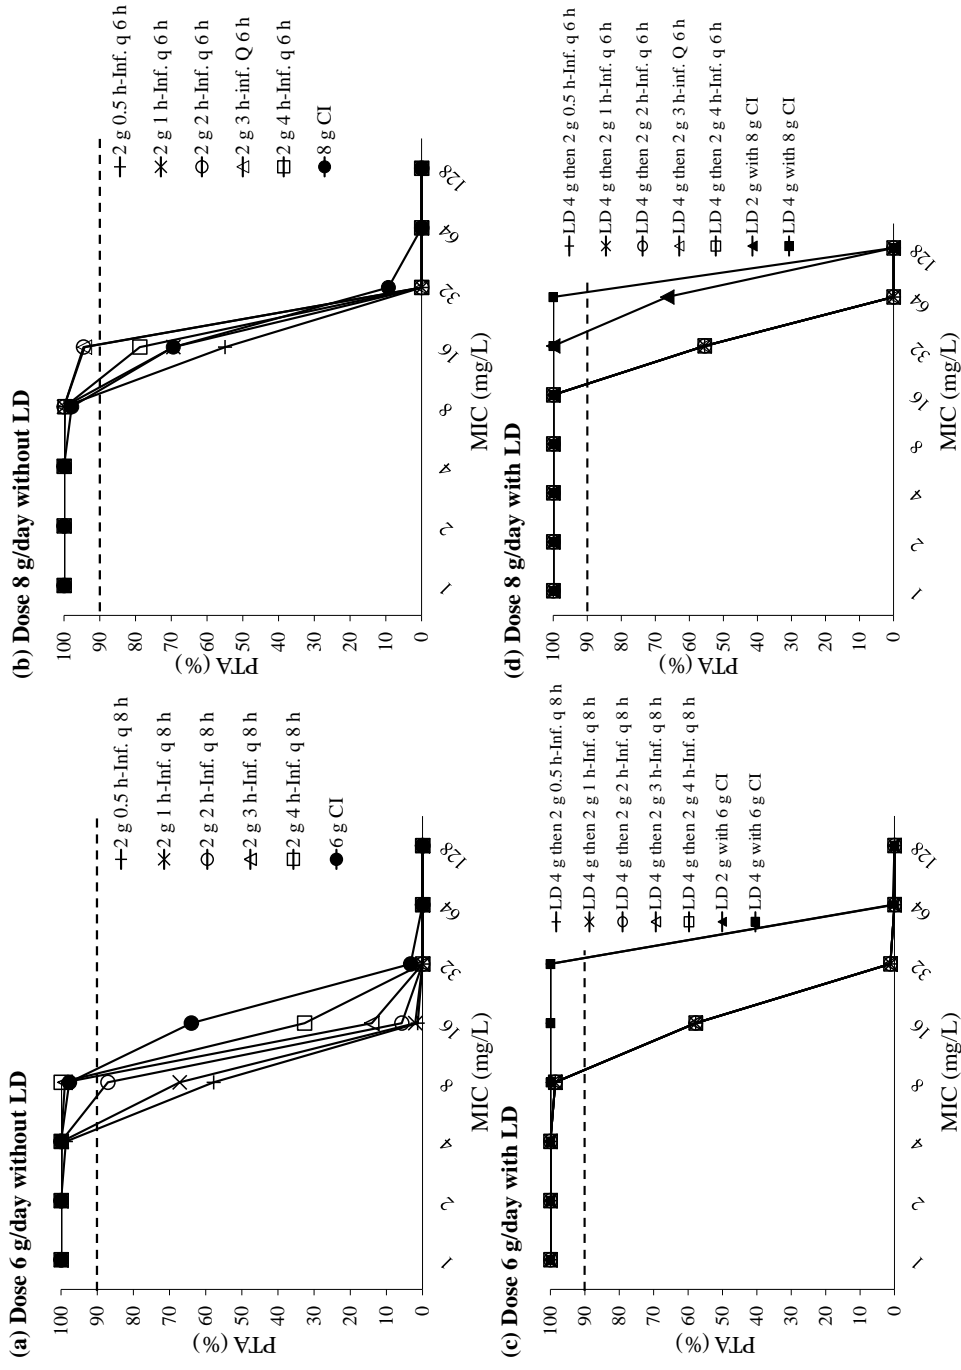 (a) Dose 6 g/day without LD
100
90
80
70
60
50
40
30
20
10
0
PTA (%)
1
2
4
8
16
32
64
128
MIC (mg/L)
2 g 0.5 h-Inf. q 8 h
2 g 1 h-Inf. q 8 h
2 g 2 h-Inf. q 8 h
2 g 3 h-Inf. q 8 h
2 g 4 h-Inf. q 8 h
6 g CI
(b) Dose 8 g/day without LD
100
90
80
70
60
50
40
30
20
10
0
PTA (%)
1
2
4
8
16
32
64
128
MIC (mg/L)
2 g 0.5 h-Inf. q 6 h
2 g 1 h-Inf. q 6 h
2 g 2 h-Inf. q 6 h
2 g 3 h-inf. Q 6 h
2 g 4 h-Inf. q 6 h
8 g CI
(c) Dose 6 g/day with LD
100
90
80
70
60
50
40
30
20
10
0
PTA (%)
1
2
4
8
16
32
64
128
MIC (mg/L)
LD 4 g then 2 g 0.5 h-Inf. q 8 h
LD 4 g then 2 g 1 h-Inf. q 8 h
LD 4 g then 2 g 2 h-Inf. q 8 h
LD 4 g then 2 g 3 h-Inf. q 8 h
LD 4 g then 2 g 4 h-Inf. q 8 h
LD 2 g with 6 g CI
LD 4 g with 6 g CI
(d) Dose 8 g/day with LD
100
90
80
70
60
50
40
30
20
10
0
PTA (%)
1
2
4
8
16
32
64
128
MIC (mg/L)
LD 4 g then 2 g 0.5 h-Inf. q 6 h
LD 4 g then 2 g 1 h-Inf. q 6 h
LD 4 g then 2 g 2 h-Inf. q 6 h
LD 4 g then 2 g 3 h-inf. Q 6 h
LD 4 g then 2 g 4 h-Inf. q 6 h
LD 2 g with 8 g CI
LD 4 g with 8 g CI